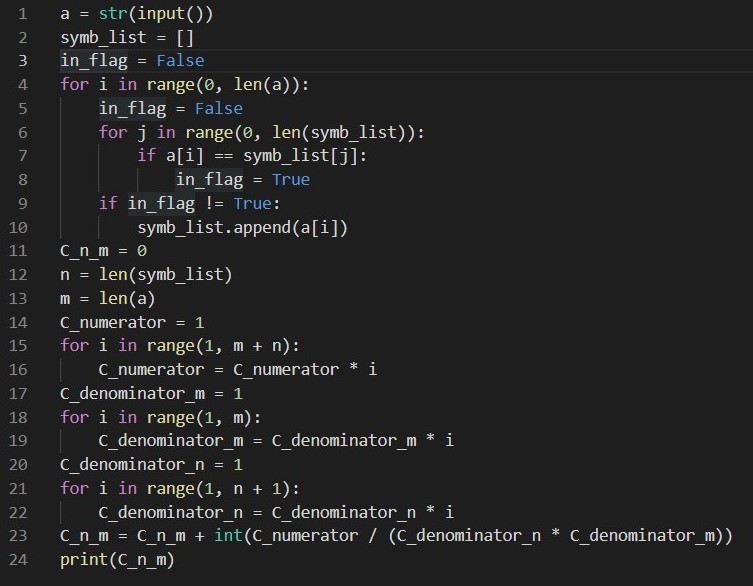 1 a = str(input())
2 symb_list = []
3 in_flag = False
4 for i in range(0, len(a)):
5     in_flag = False
6     for j in range(0, len(symb_list)):
7         if a[i] == symb_list[j]:
8             in_flag = True
9     if in_flag != True:
10         symb_list.append(a[i])
11 C_n_m = 0
12 n = len(symb_list)
13 m = len(a)
14 C_numerator = 1
15 for i in range(1, m + n):
16     C_numerator = C_numerator * i
17 C_denominator_m = 1
18 for i in range(1, m):
19     C_denominator_m = C_denominator_m * i
20 C_denominator_n = 1
21 for i in range(1, n + 1):
22     C_denominator_n = C_denominator_n * i
23 C_n_m = C_n_m + int(C_numerator / (C_denominator_n * C_denominator_m))
24 print(C_n_m)